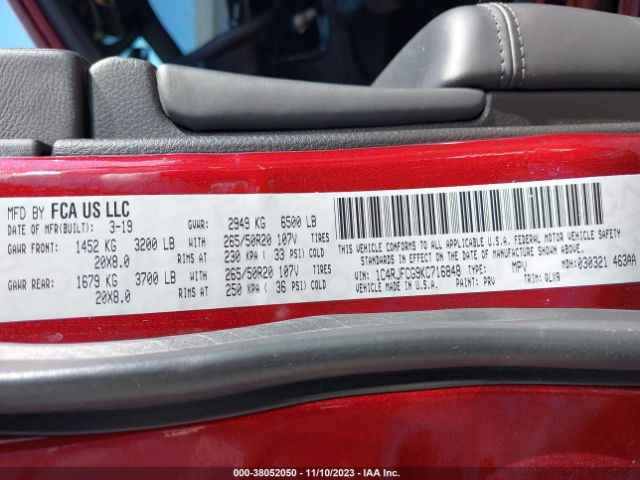 MFD BY FCA US LLC
DATE OF MFR(BUILT): 3-19 GVWR: 2949 KG 6500 LB
GAWR FRONT: 1452 KG 3200 LB WITH 265/50R20 107V TIRES
20X8.0 RIMS AT 230 KPA ( 33 PSI) COLD
GAWR REAR: 1679 KG 3700 LB WITH 265/50R20 107V TIRES
20X8.0 RIMS AT 250 KPA ( 36 PSI) COLD
THIS VEHICLE CONFORMS TO ALL APPLICABLE U.S.A. FEDERAL MOTOR VEHICLE SAFETY
STANDARDS IN EFFECT ON THE DATE OF MANUFACTURE SHOWN ABOVE.
VIN: 1C4RJFCG9KC716848 TYPE: MPV MDH: 030321 463AA
VEHICLE MADE IN U.S.A. PAINT: PRV TRIM: QLX9
000-38052050 - 11/10/2023 - IAAI.COM